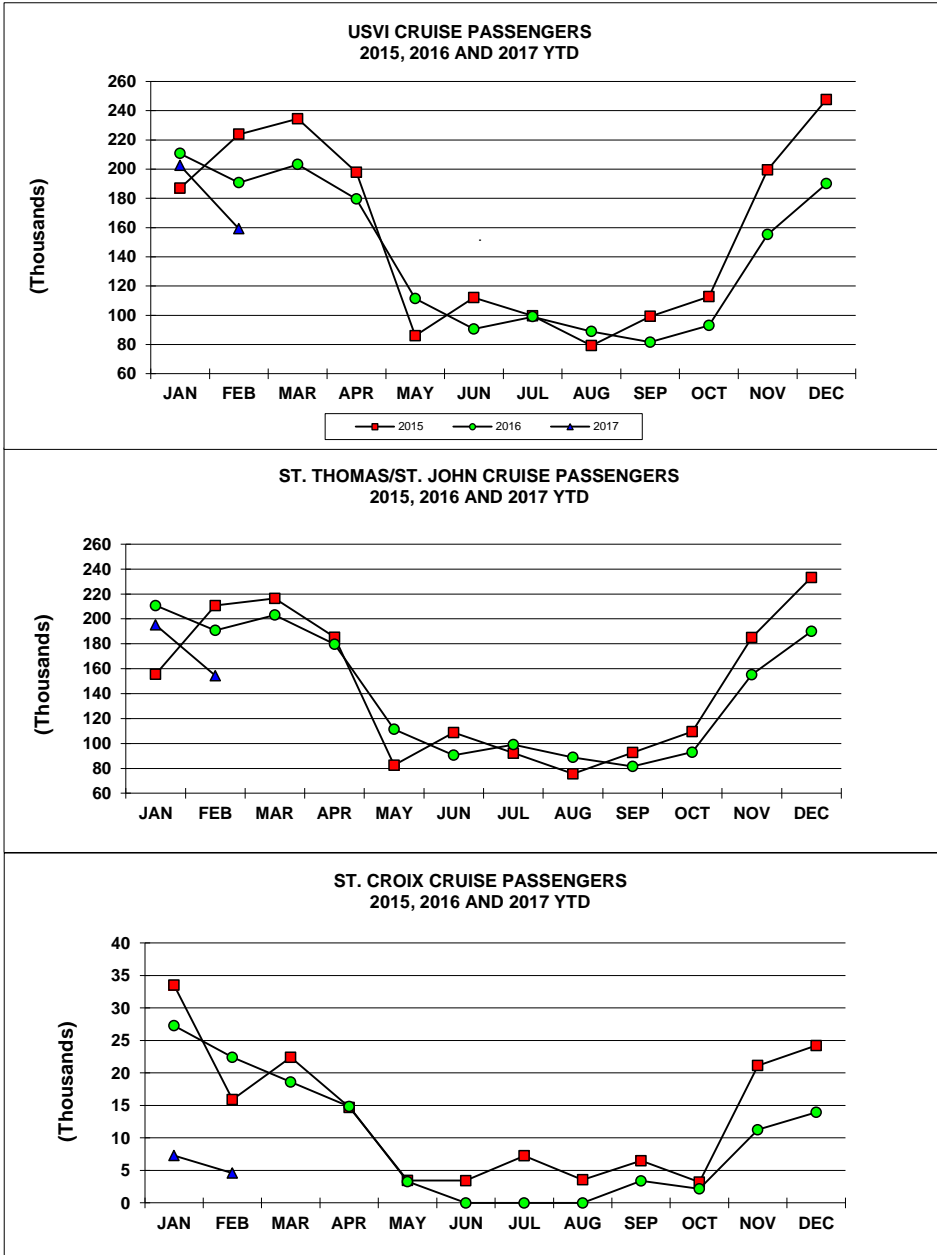 USVI CRUISE PASSENGERS
2015, 2016 AND 2017 YTD
260
240
220
200
180
160
140
120
100
80
60
(Thousands)
JAN FEB MAR APR MAY JUN JUL AUG SEP OCT NOV DEC
2015 2016 2017
ST. THOMAS/ST. JOHN CRUISE PASSENGERS
2015, 2016 AND 2017 YTD
260
240
220
200
180
160
140
120
100
80
60
(Thousands)
JAN FEB MAR APR MAY JUN JUL AUG SEP OCT NOV DEC
ST. CROIX CRUISE PASSENGERS
2015, 2016 AND 2017 YTD
40
35
30
25
20
15
10
5
0
(Thousands)
JAN FEB MAR APR MAY JUN JUL AUG SEP OCT NOV DEC